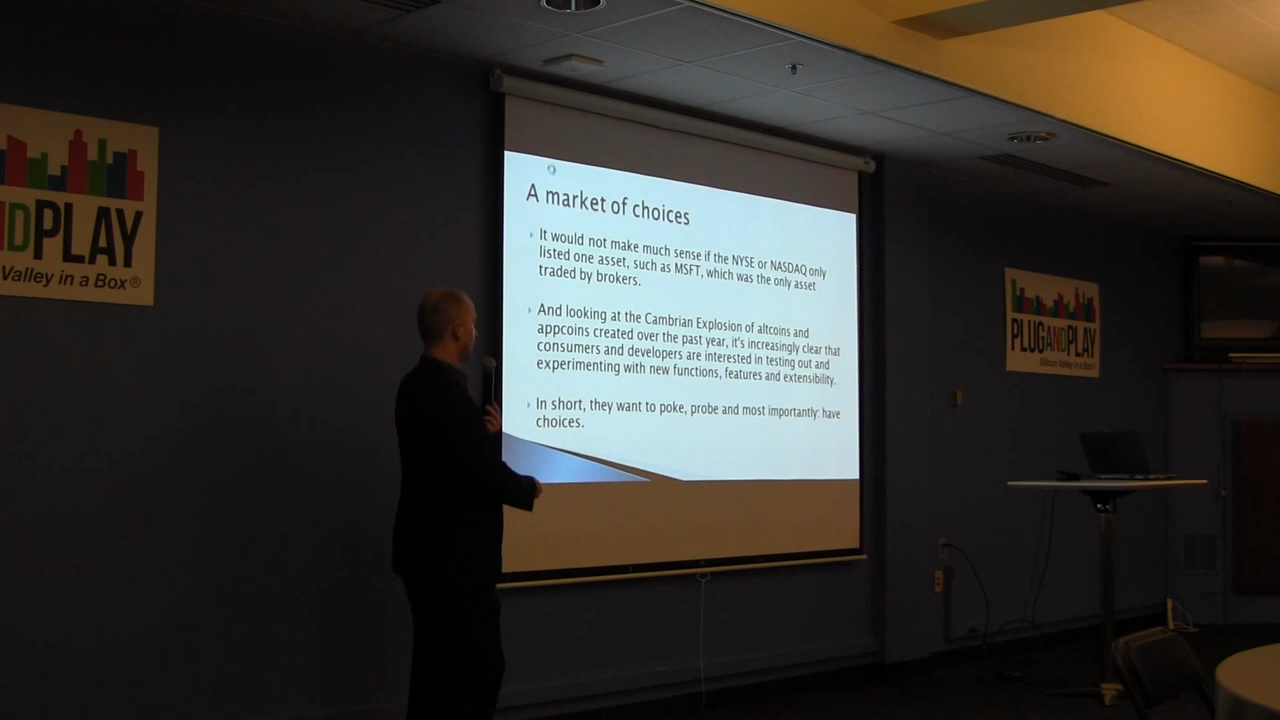 DPLAY
Valley in a Box®
A market of choices
It would not make much sense if the NYSE or NASDAQ only
listed one asset, such as MSFT, which was the only asset
traded by brokers.
And looking at the Cambrian Explosion of altcoins and
appcoins created over the past year, it's increasingly clear that
consumers and developers are interested in testing out and
experimenting with new functions, features and extensibility.
In short, they want to poke, probe and most importantly: have
choices.
PLUGANDPLAY
Silicon Valley in a Box®